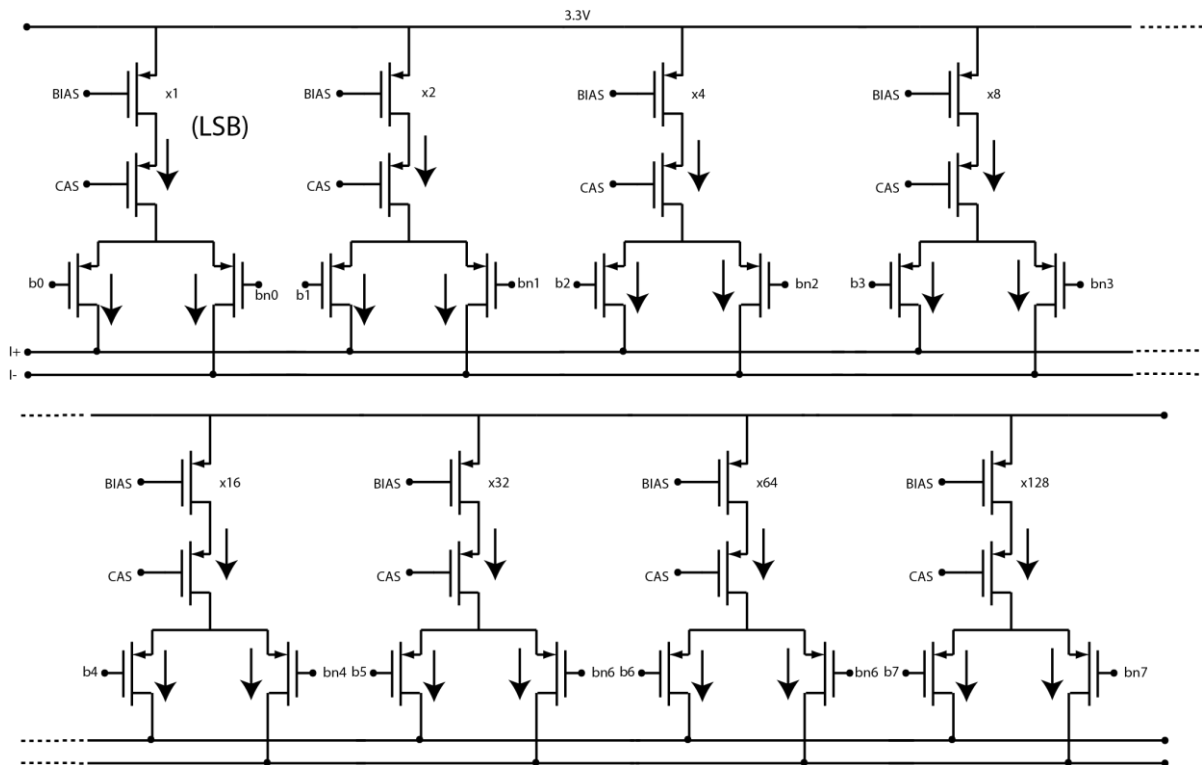 3.3V
BIAS x1 BIAS x2 BIAS x4 BIAS x8
(LSB)
CAS CAS CAS CAS
b0 bn0 b1 bn1 b2 bn2 b3 bn3
I+
I-
BIAS x16 BIAS x32 BIAS x64 BIAS x128
CAS CAS CAS CAS
b4 bn4 b5 bn6 b6 bn6 b7 bn7